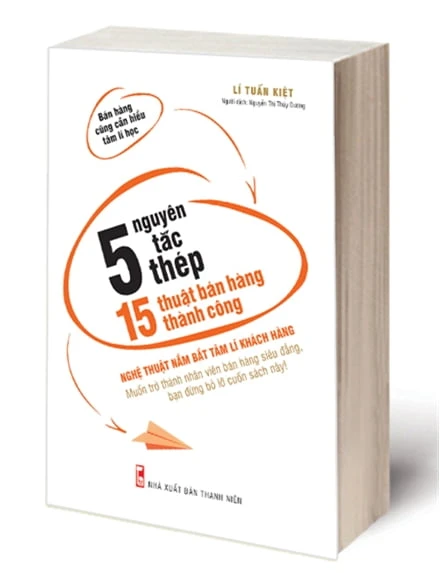 LÍ TUẤN KIỆT
Người dịch: Nguyễn Thị Thùy Dương
Bán hàng
cũng cần hiểu
tâm lí học
5 nguyên
tắc
thép
15 thuật bán hàng
thành công
NGHỆ THUẬT NẮM BẮT TÂM LÍ KHÁCH HÀNG
Muốn trở thành nhân viên bán hàng siêu đẳng,
bạn đừng bỏ lỡ cuốn sách này!
NHÀ XUẤT BẢN THANH NIÊN